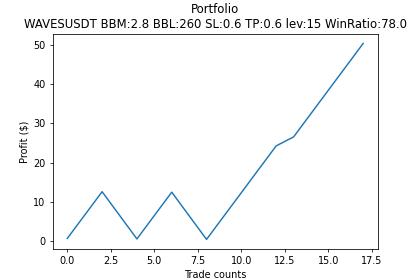 Portfolio
WAVESUSDT BBM:2.8 BBL:260 SL:0.6 TP:0.6 lev:15 WinRatio:78.0
50
40
30
20
10
0
Profit ($)
0.0 2.5 5.0 7.5 10.0 12.5 15.0 17.5
Trade counts